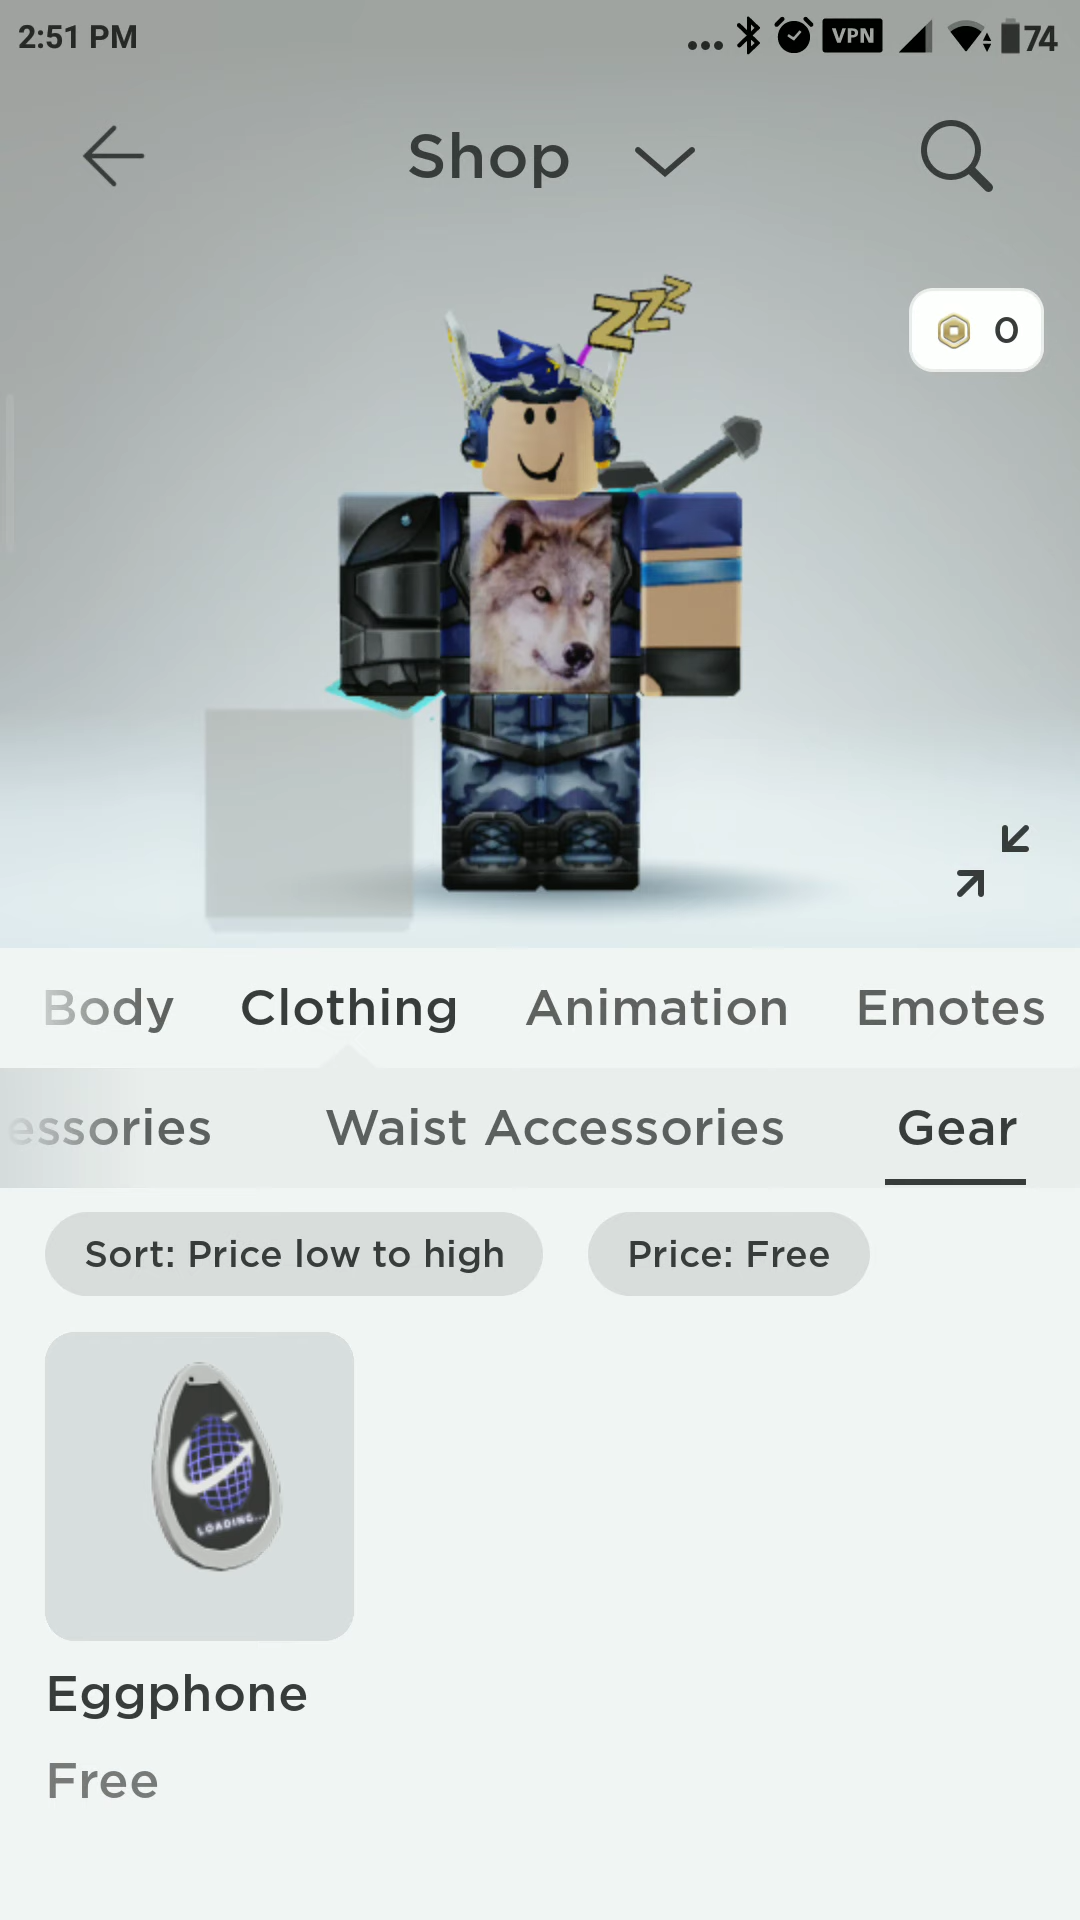 2:51 PM
VPN
74
Shop
zzz
0
Body Clothing Animation Emotes
essories Waist Accessories Gear
Sort: Price low to high Price: Free
LOADING...
Eggphone
Free